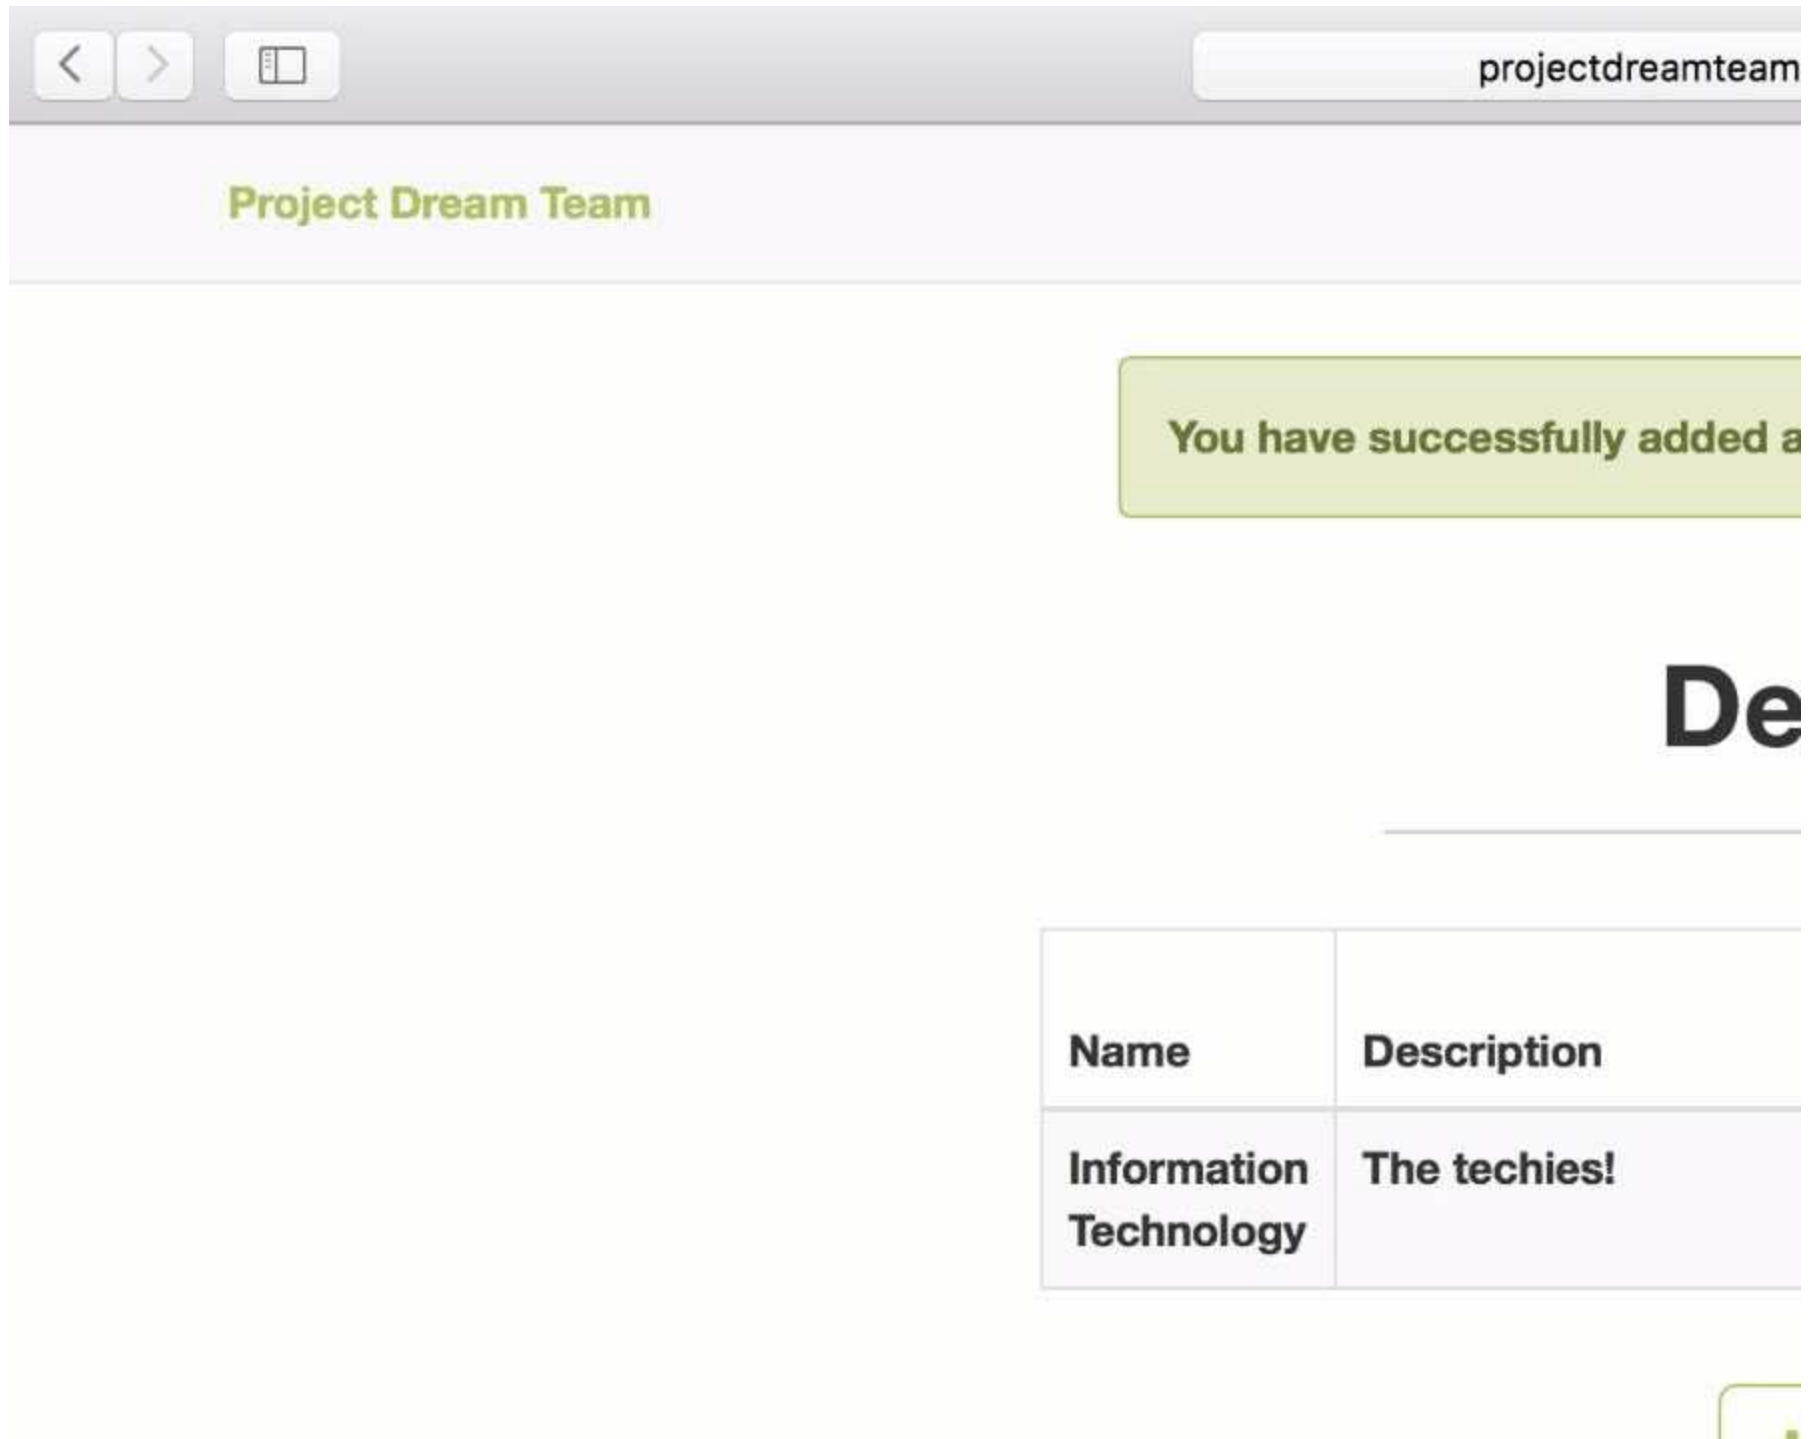 projectdreamteam
Project Dream Team
You have successfully added a
De
Name Description
Information The techies!
Technology